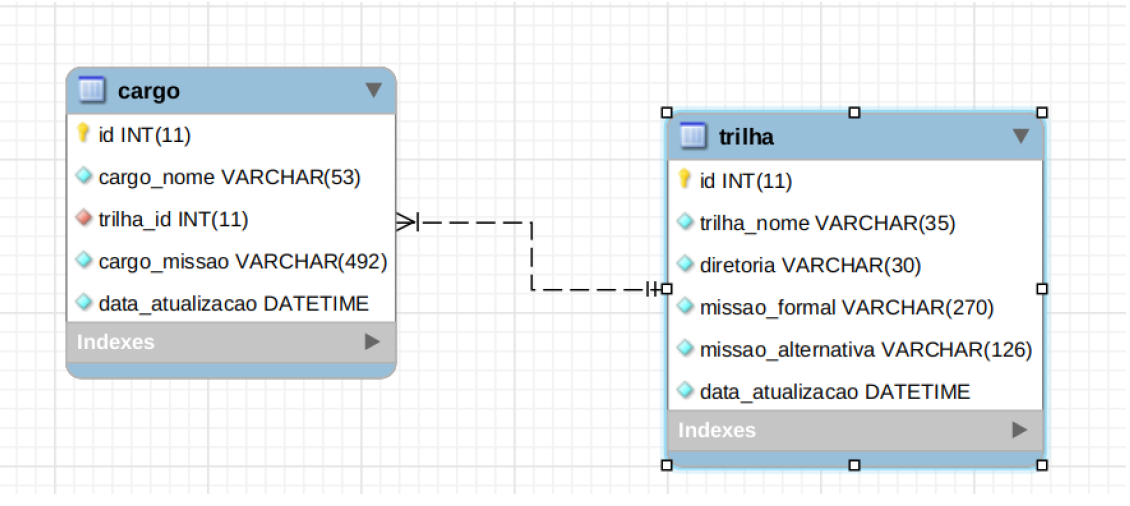 cargo
id INT(11)
cargo_nome VARCHAR(53)
trilha_id INT(11)
cargo_missao VARCHAR(492)
data_atualizacao DATETIME
Indexes
trilha
id INT(11)
trilha_nome VARCHAR(35)
diretoria VARCHAR(30)
missao_formal VARCHAR(270)
missao_alternativa VARCHAR(126)
data_atualizacao DATETIME
Indexes